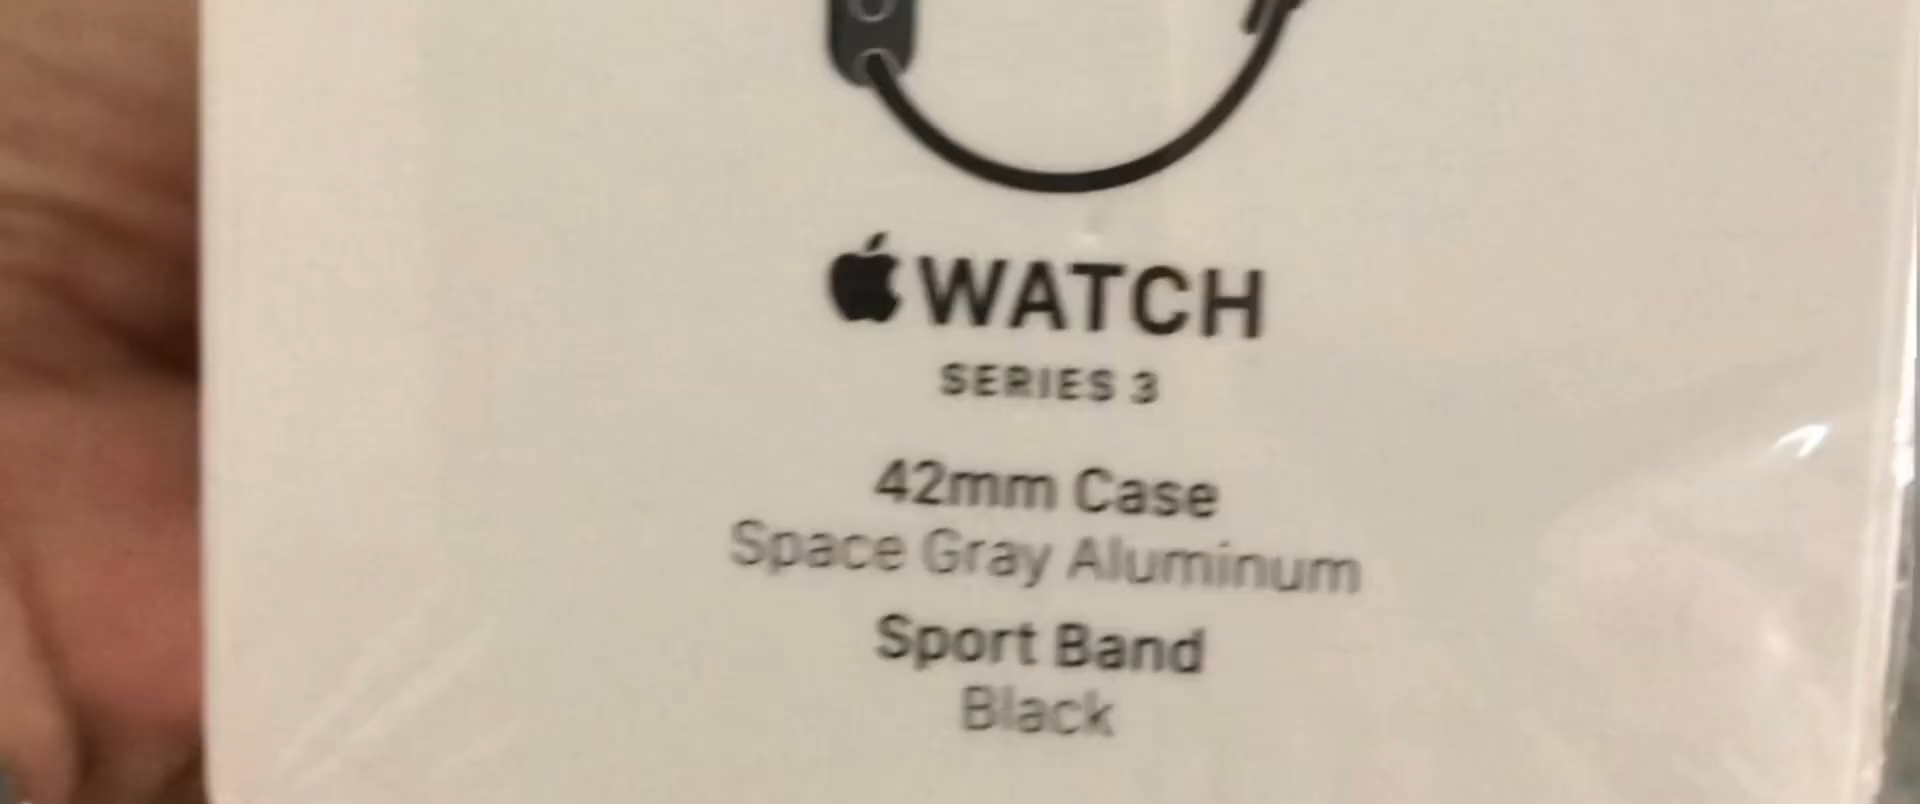 WATCH
SERIES 3
42mm Case
Space Gray Aluminum
Sport Band
Black